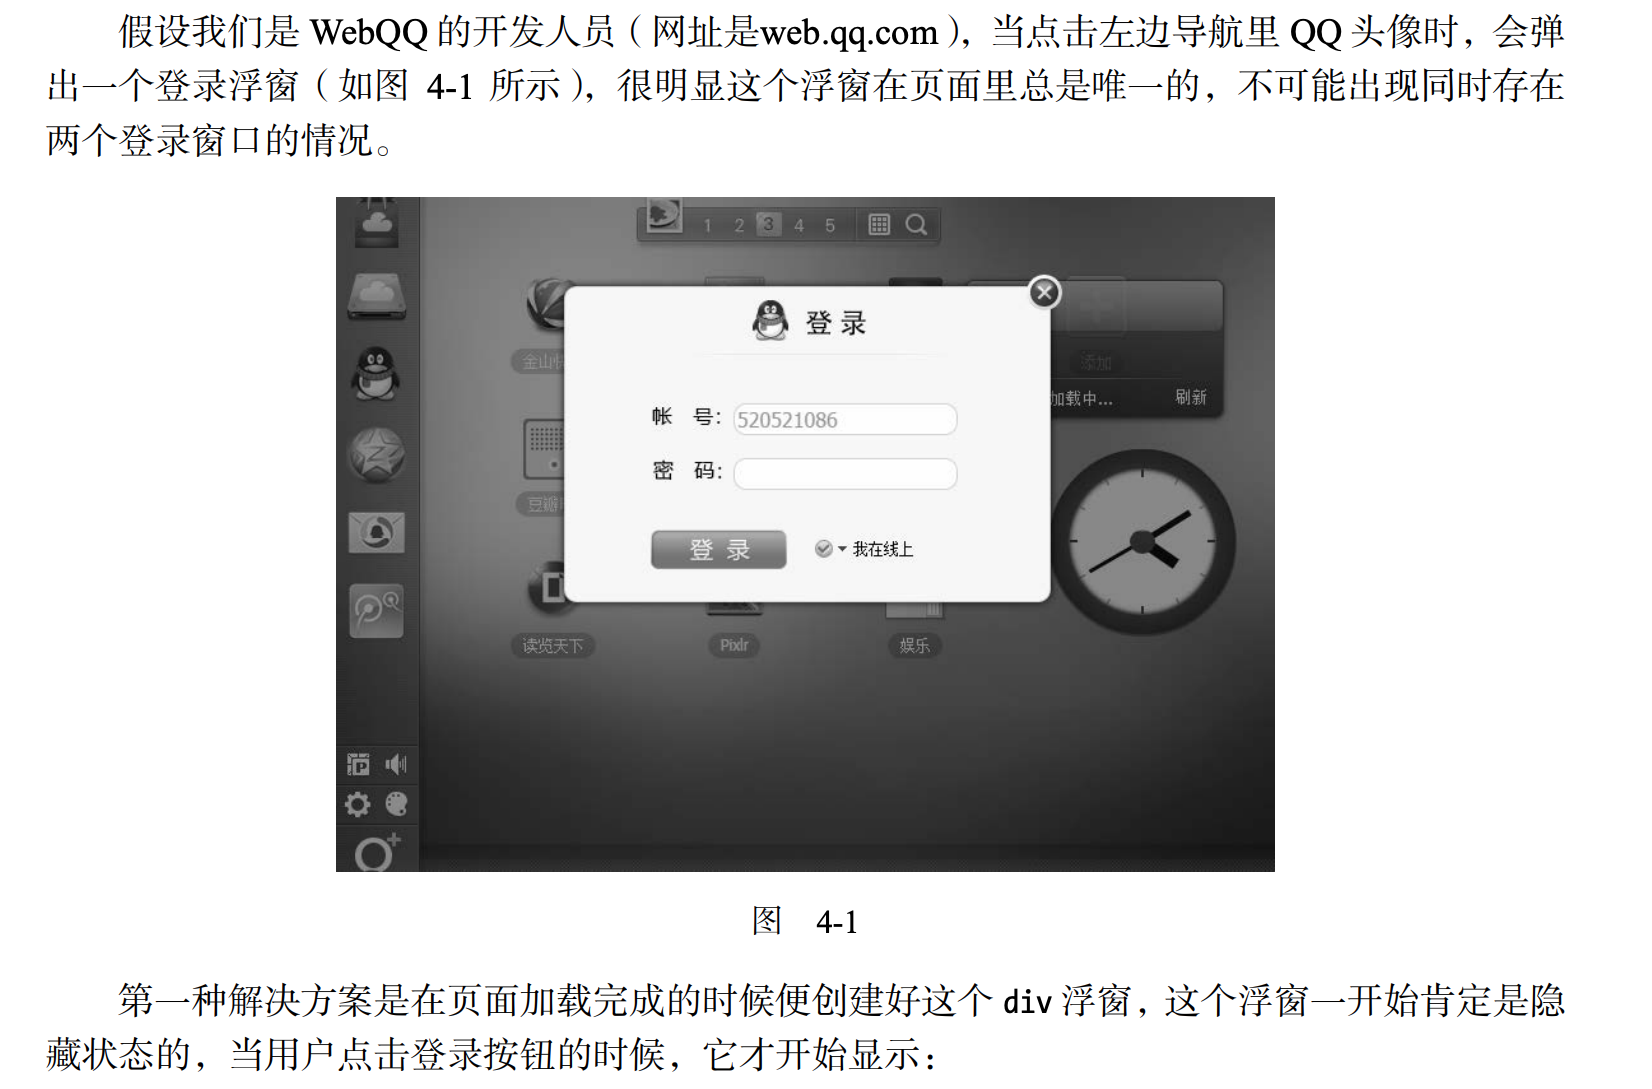 假设我们是 WebQQ 的开发人员（网址是web.qq.com），当点击左边导航里 QQ 头像时，会弹
出一个登录浮窗（如图 4-1 所示），很明显这个浮窗在页面里总是唯一的，不可能出现同时存在
两个登录窗口的情况。
1 2 3 4 5
登 录
金山快
添加
加载中...
刷新
帐 号：
520521086
密 码：
豆瓣
登 录
我在线上
读览天下
Pixlr
娱乐
图 4-1
第一种解决方案是在页面加载完成的时候便创建好这个 div 浮窗，这个浮窗一开始肯定是隐
藏状态的，当用户点击登录按钮的时候，它才开始显示：